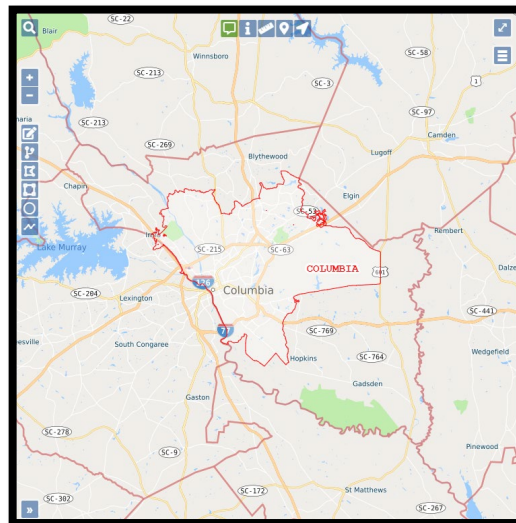 SC-22
Blair
Winnsboro
SC-58
SC-213
SC-3
1
SC-97
SC-213
Camden
SC-269
Lugoff
Blythewood
Chapin
Elgin
SC-53
Rembert
SC-215
SC-63
Lake Murray
COLUMBIA
601
126
SC-204
Columbia
Lexington
SC-441
77
SC-769
South Congaree
Hopkins
SC-764
Wedgefield
Gaston
Gadsden
SC-278
SC-9
Pinewood
SC-172
St Matthews
SC-302
SC-267